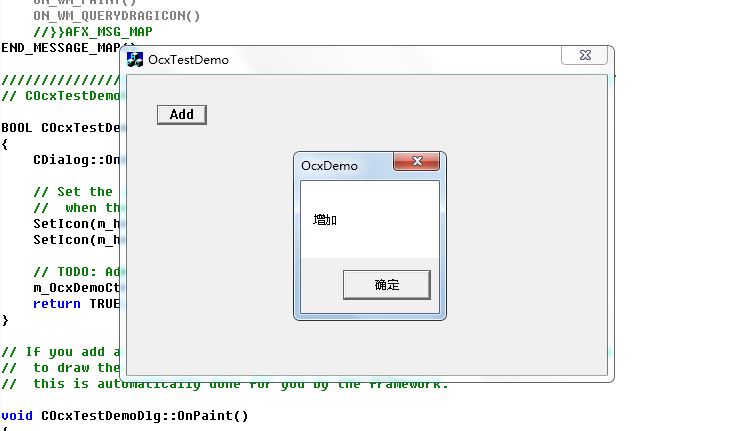 ON_WM_PAINT()
ON_WM_QUERYDRAGICON()
//}}AFX_MSG_MAP
END_MESSAGE_MAP()
OcxTestDemo
// COcxTestDemo
Add
BOOL COcxTestDe
{
CDialog::On
OcxDemo
// Set the
// when th
增加
SetIcon(m_h
SetIcon(m_h
// TODO: Ad
m_OcxDemoCt
确定
return TRUE
}
// If you add a
// to draw the
// this is automatically done for you by the framework.
void COcxTestDemoDlg::OnPaint()